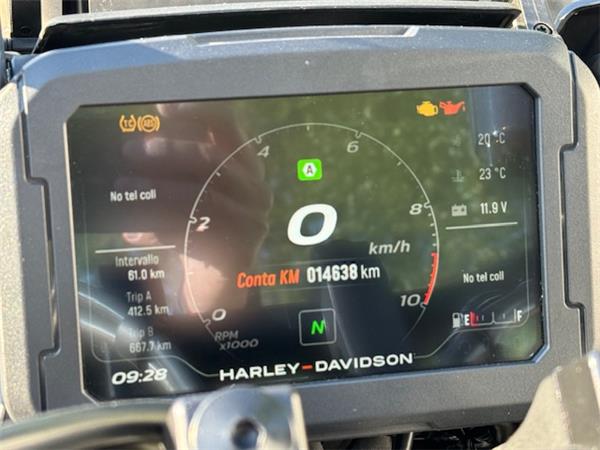 TC ABS
4 6
20 °C
A
No tel coll
23 °C
2 0 8
11.9 V
km/h
Intervallo
61.0 km
Conta KM 014638 km
No tel coll
Trip A
412.5 km
0 10
N
E F
Trip B
RPM
x1000
667.7 km
09:28
HARLEY-DAVIDSON